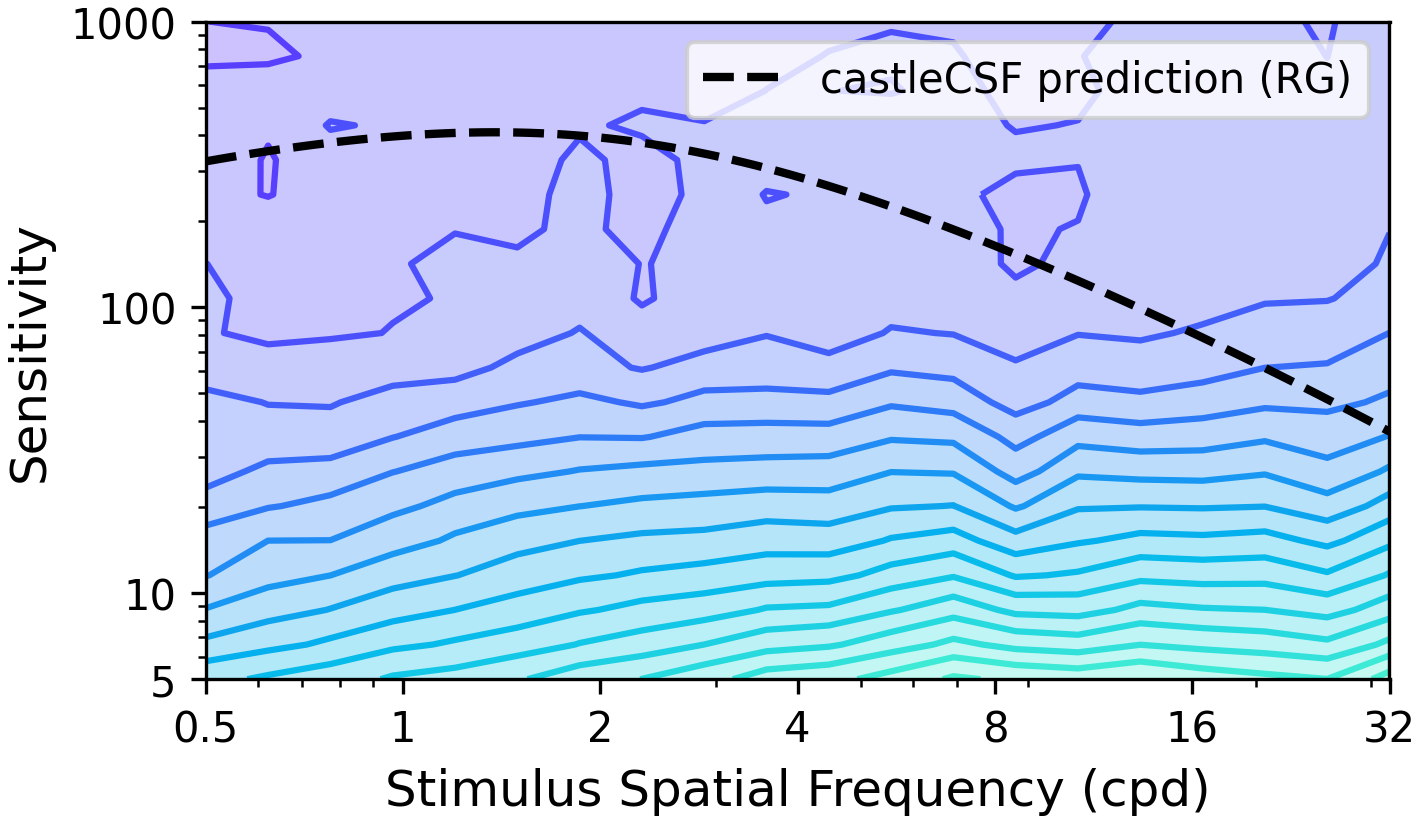 1000
100
10
5
Sensitivity
castleCSF prediction (RG)
0.5 1 2 4 8 16 32
Stimulus Spatial Frequency (cpd)